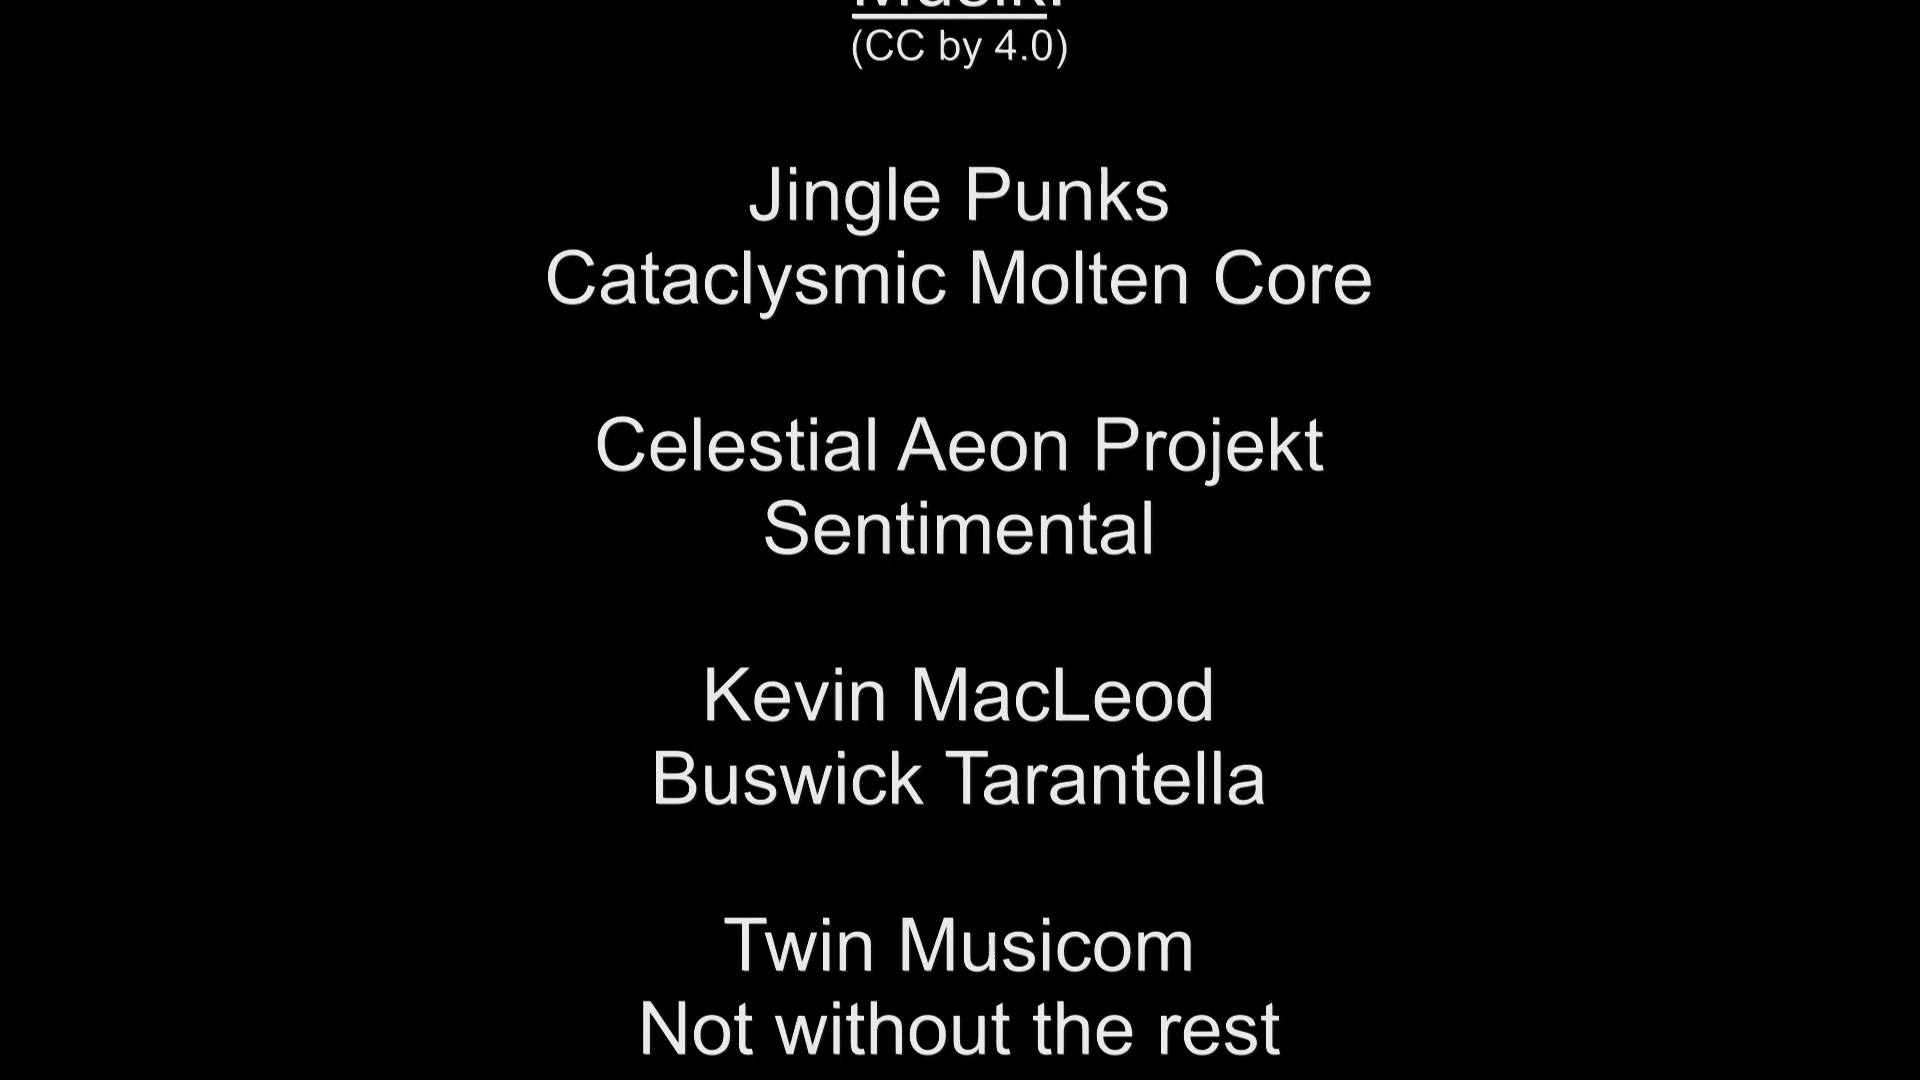 Musik:
(CC by 4.0)
Jingle Punks
Cataclysmic Molten Core
Celestial Aeon Projekt
Sentimental
Kevin MacLeod
Buswick Tarantella
Twin Musicom
Not without the rest